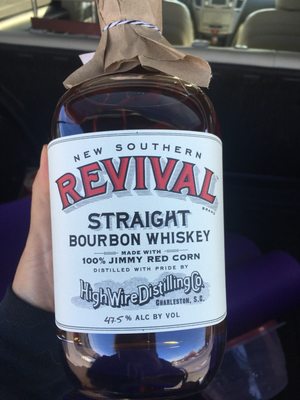 NEW SOUTHERN
REVIVAL
BRAND
STRAIGHT
BOURBON WHISKEY
MADE WITH
100% JIMMY RED CORN
DISTILLED WITH PRIDE BY
High Wire Distilling Co.
CHARLESTON, S.C.
47.5 % ALC BY VOL